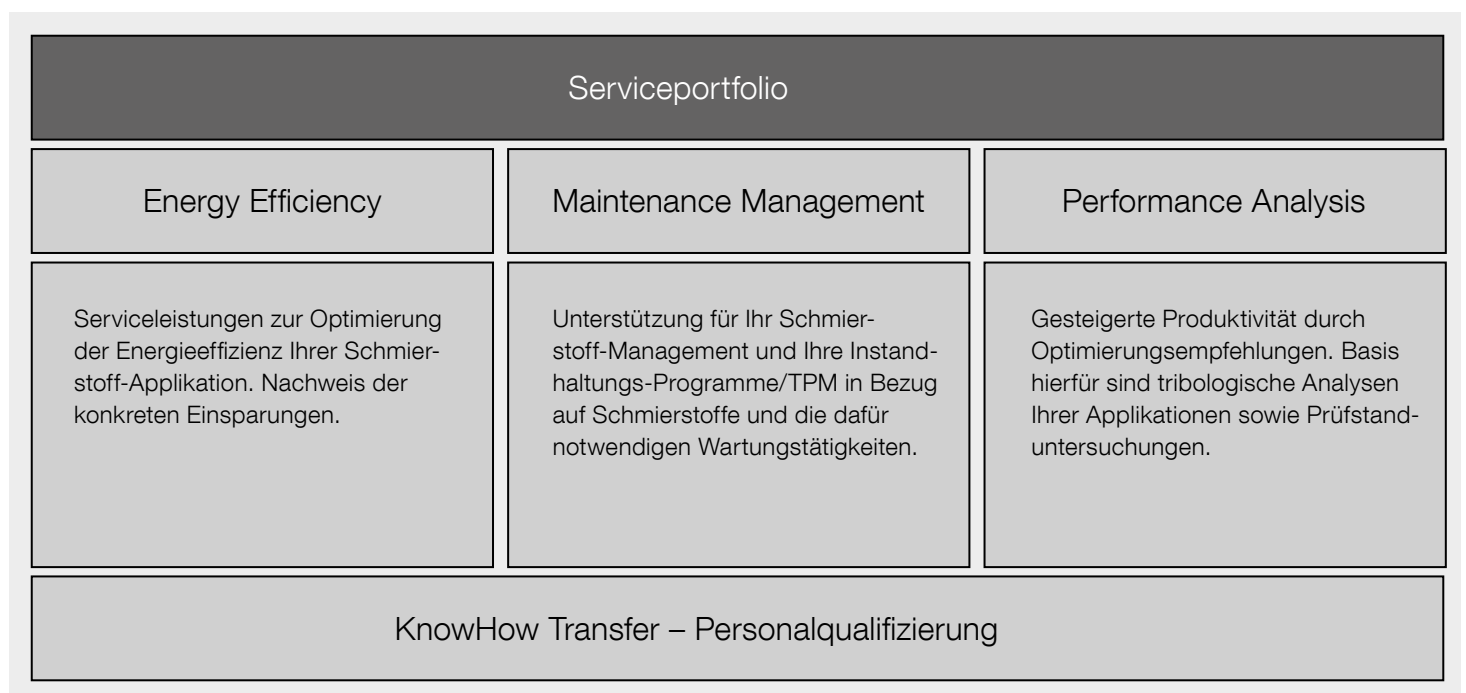 Serviceportfolio
Energy Efficiency
Maintenance Management
Performance Analysis
Serviceleistungen zur Optimierung
der Energieeffizienz Ihrer Schmier-
stoff-Applikation. Nachweis der
konkreten Einsparungen.
Unterstützung für Ihr Schmier-
stoff-Management und Ihre Instand-
haltungs-Programme/TPM in Bezug
auf Schmierstoffe und die dafür
notwendigen Wartungstätigkeiten.
Gesteigerte Produktivität durch
Optimierungsempfehlungen. Basis
hierfür sind tribologische Analysen
Ihrer Applikationen sowie Prüfstand-
untersuchungen.
KnowHow Transfer – Personalqualifizierung